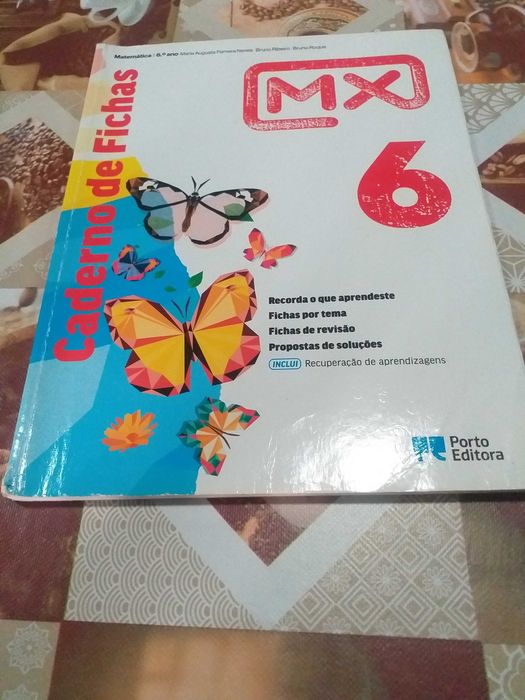 Matemática | 6.º ano Maria Augusta Ferreira Neves Bruno Ribeiro Bruno Roque
MX
6
Caderno de Fichas
Recorda o que aprendeste
Fichas por tema
Fichas de revisão
Propostas de soluções
INCLUI Recuperação de aprendizagens
Porto
Editora